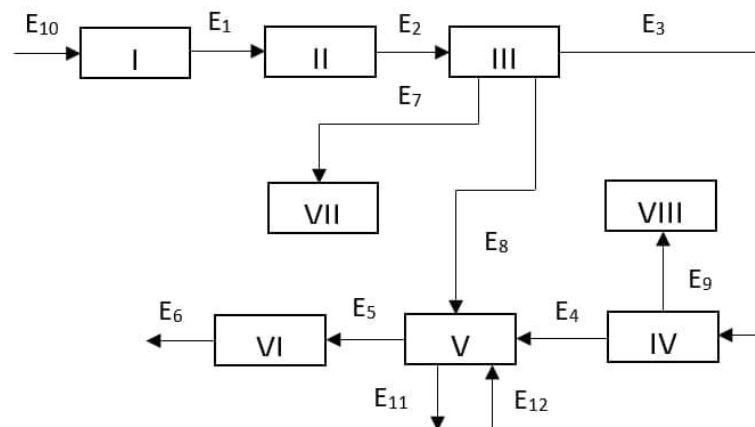 E₁₀ E₁ E₂ E₃
I II III
E₇
VII VIII
E₈ E₉
E₆ E₅ E₄
VI V IV
E₁₁ E₁₂